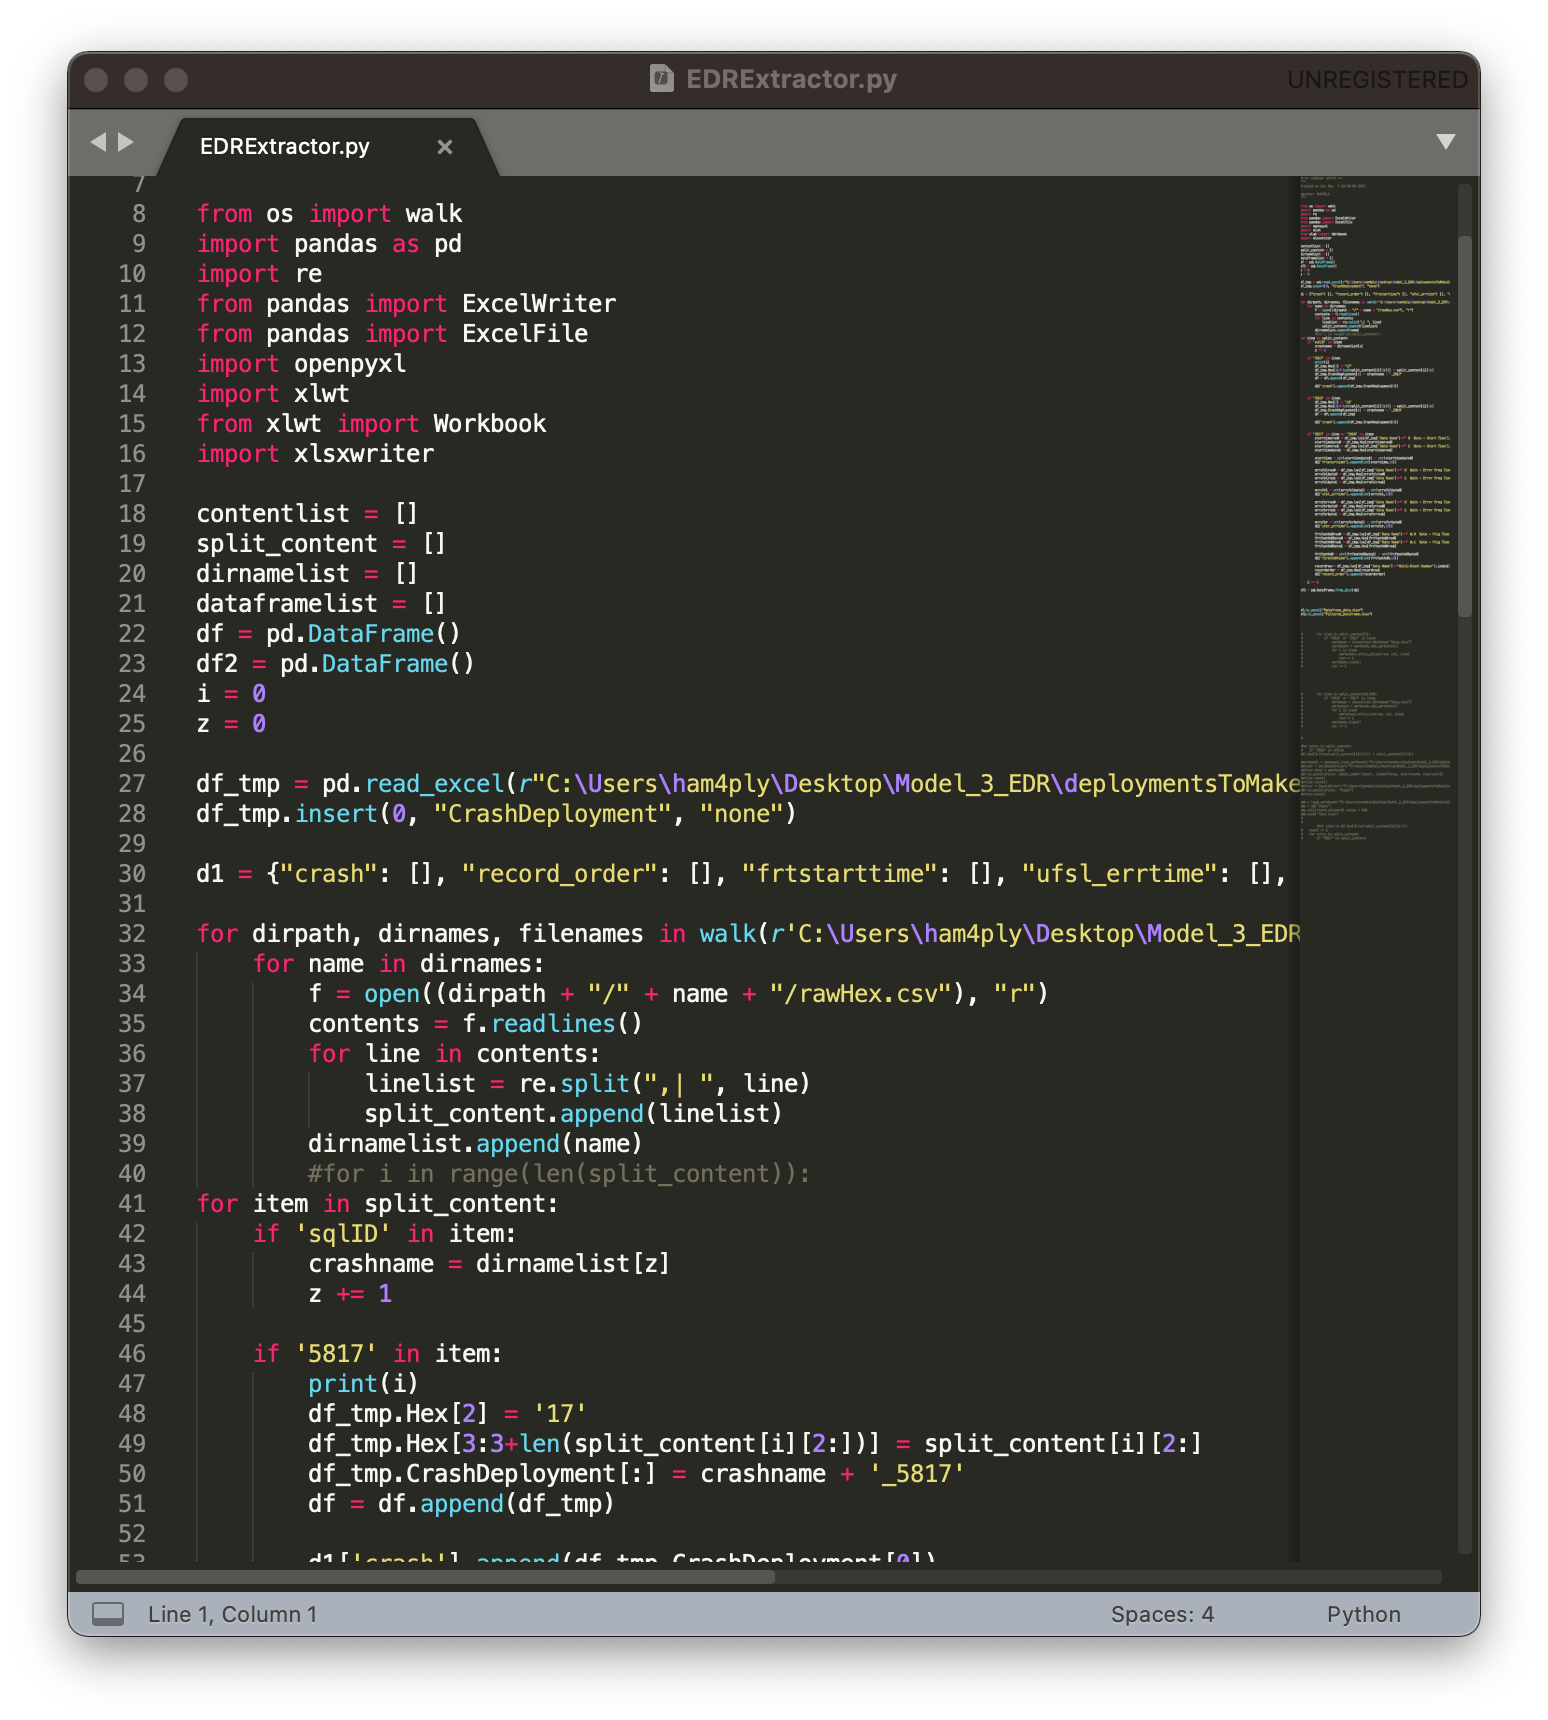 EDRExtractor.py
UNREGISTERED
EDRExtractor.py ×
7
8 from os import walk
9 import pandas as pd
10 import re
11 from pandas import ExcelWriter
12 from pandas import ExcelFile
13 import openpyxl
14 import xlwt
15 from xlwt import Workbook
16 import xlsxwriter
17
18 contentlist = []
19 split_content = []
20 dirnamelist = []
21 dataframelist = []
22 df = pd.DataFrame()
23 df2 = pd.DataFrame()
24 i = 0
25 z = 0
26
27 df_tmp = pd.read_excel(r"C:\Users\ham4ply\Desktop\Model_3_EDR\deploymentsToMake
28 df_tmp.insert(0, "CrashDeployment", "none")
29
30 d1 = {"crash": [], "record_order": [], "frtstarttime": [], "ufsl_errtime": [],
31
32 for dirpath, dirnames, filenames in walk(r'C:\Users\ham4ply\Desktop\Model_3_EDR
33     for name in dirnames:
34         f = open((dirpath + "/" + name + "/rawHex.csv"), "r")
35         contents = f.readlines()
36         for line in contents:
37             linelist = re.split(",| ", line)
38             split_content.append(linelist)
39         dirnamelist.append(name)
40         #for i in range(len(split_content)):
41 for item in split_content:
42     if 'sqlID' in item:
43         crashname = dirnamelist[z]
44         z += 1
45
46     if '5817' in item:
47         print(i)
48         df_tmp.Hex[2] = '17'
49         df_tmp.Hex[3:3+len(split_content[i][2:])] = split_content[i][2:]
50         df_tmp.CrashDeployment[:] = crashname + '_5817'
51         df = df.append(df_tmp)
52
53         d1['crash'].append(df_tmp.CrashDeployment[0])
Line 1, Column 1
Spaces: 4
Python